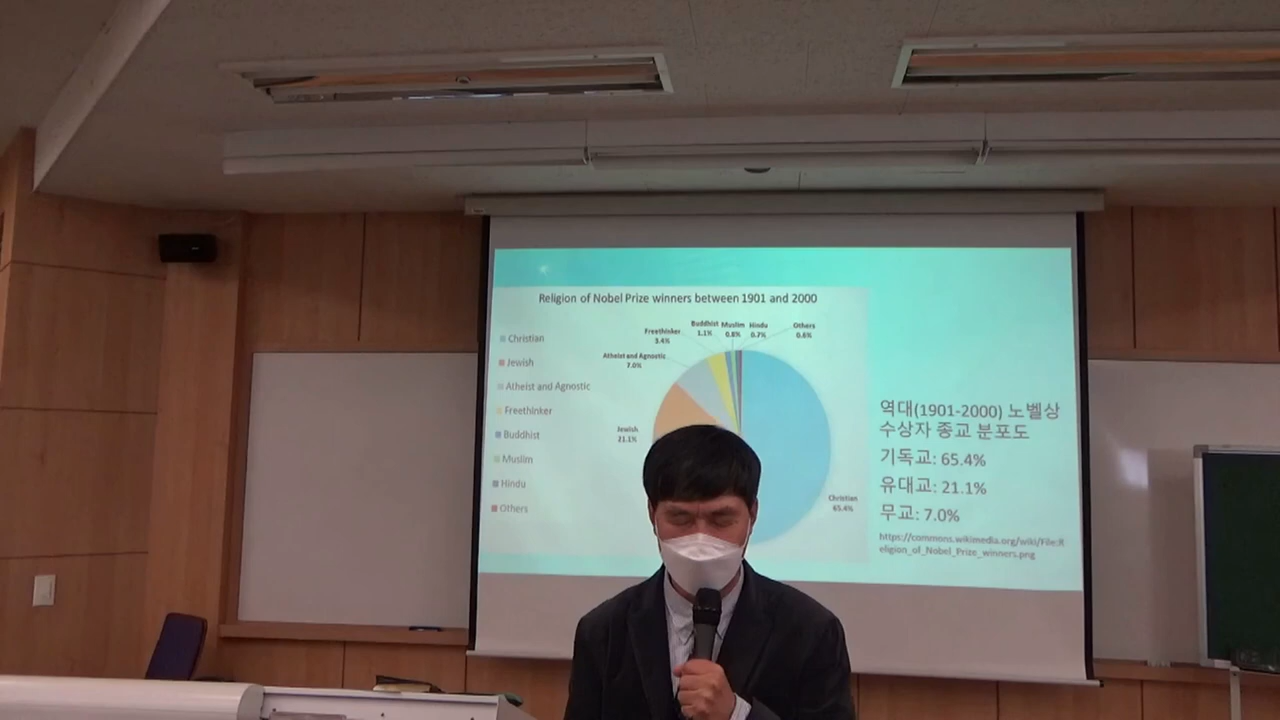 Religion of Nobel Prize winners between 1901 and 2000
Christian
Jewish
Atheist and Agnostic
Freethinker
Buddhist
Muslim
Hindu
Others
Freethinker
3.4%
Buddhist
1.1%
Muslim
0.8%
Hindu
0.7%
Others
0.6%
Atheist and Agnostic
7.0%
Jewish
21.1%
Christian
65.4%
역대(1901-2000) 노벨상
수상자 종교 분포도
기독교: 65.4%
유대교: 21.1%
무교: 7.0%
https://commons.wikimedia.org/wiki/File:R
eligion_of_Nobel_Prize_winners.png